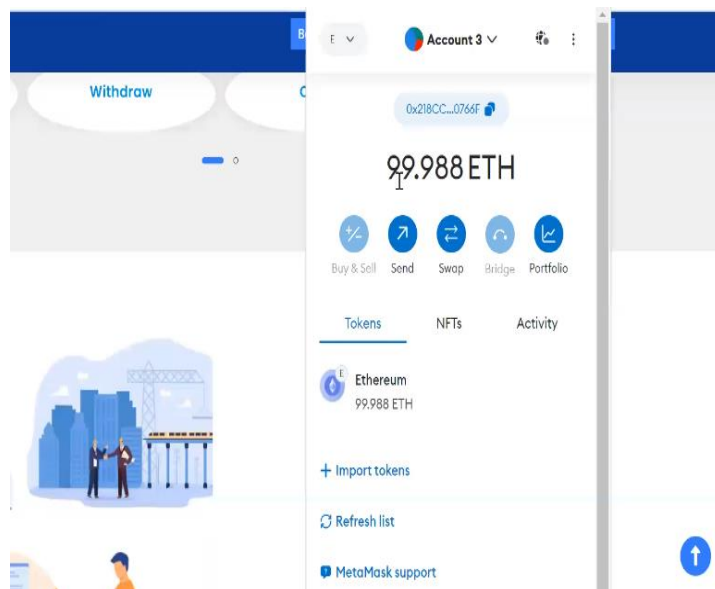 E
Account 3
Withdraw
0x218CC...0766F
99.988 ETH
Buy & Sell
Send
Swap
Bridge
Portfolio
Tokens
NFTs
Activity
E
Ethereum
99.988 ETH
+ Import tokens
Refresh list
MetaMask support